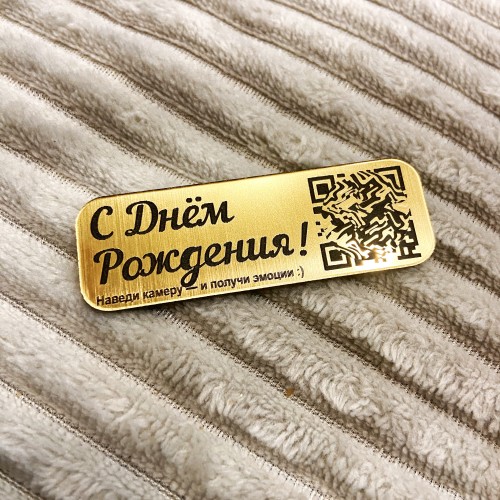 С Днём
Рождения!
Наведи камеру — и получи эмоции :)